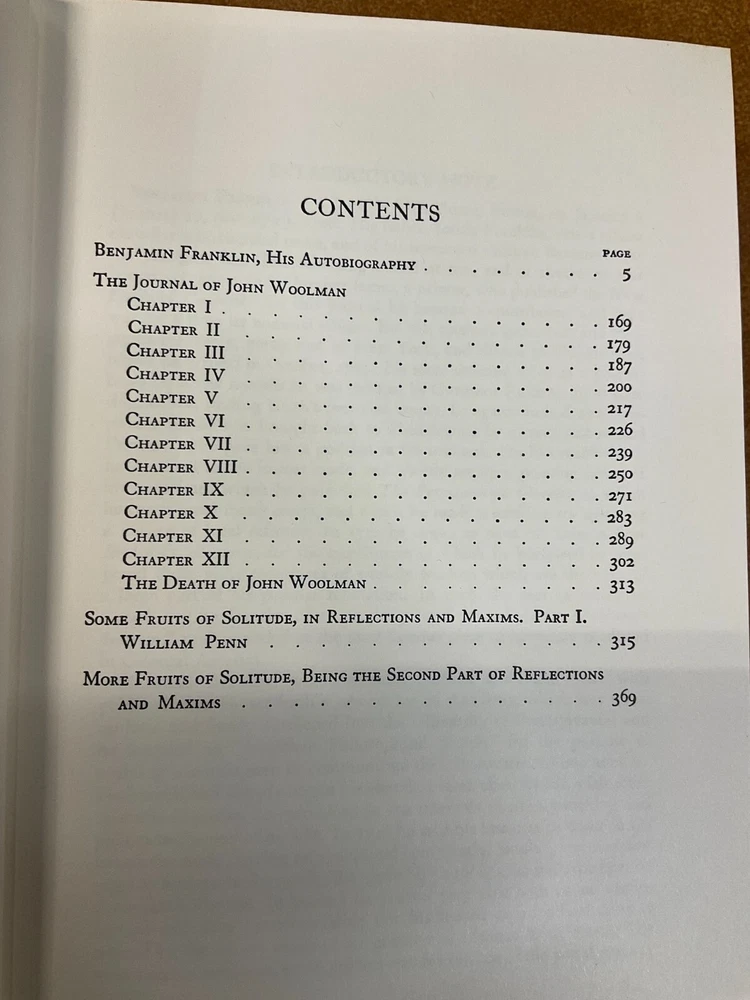 CONTENTS
PAGE
Benjamin Franklin, His Autobiography . . . . . . . . 5
The Journal of John Woolman
Chapter I . . . . . . . . . . . . . . . . 169
Chapter II . . . . . . . . . . . . . . . 179
Chapter III . . . . . . . . . . . . . . . 187
Chapter IV . . . . . . . . . . . . . . . 200
Chapter V . . . . . . . . . . . . . . . 217
Chapter VI . . . . . . . . . . . . . . . 226
Chapter VII . . . . . . . . . . . . . . . 239
Chapter VIII . . . . . . . . . . . . . . . 250
Chapter IX . . . . . . . . . . . . . . . 271
Chapter X . . . . . . . . . . . . . . . 283
Chapter XI . . . . . . . . . . . . . . . 289
Chapter XII . . . . . . . . . . . . . . . 302
The Death of John Woolman . . . . . . . . . . 313
Some Fruits of Solitude, in Reflections and Maxims. Part I.
William Penn . . . . . . . . . . . . . . 315
More Fruits of Solitude, Being the Second Part of Reflections
and Maxims . . . . . . . . . . . . . . . 369